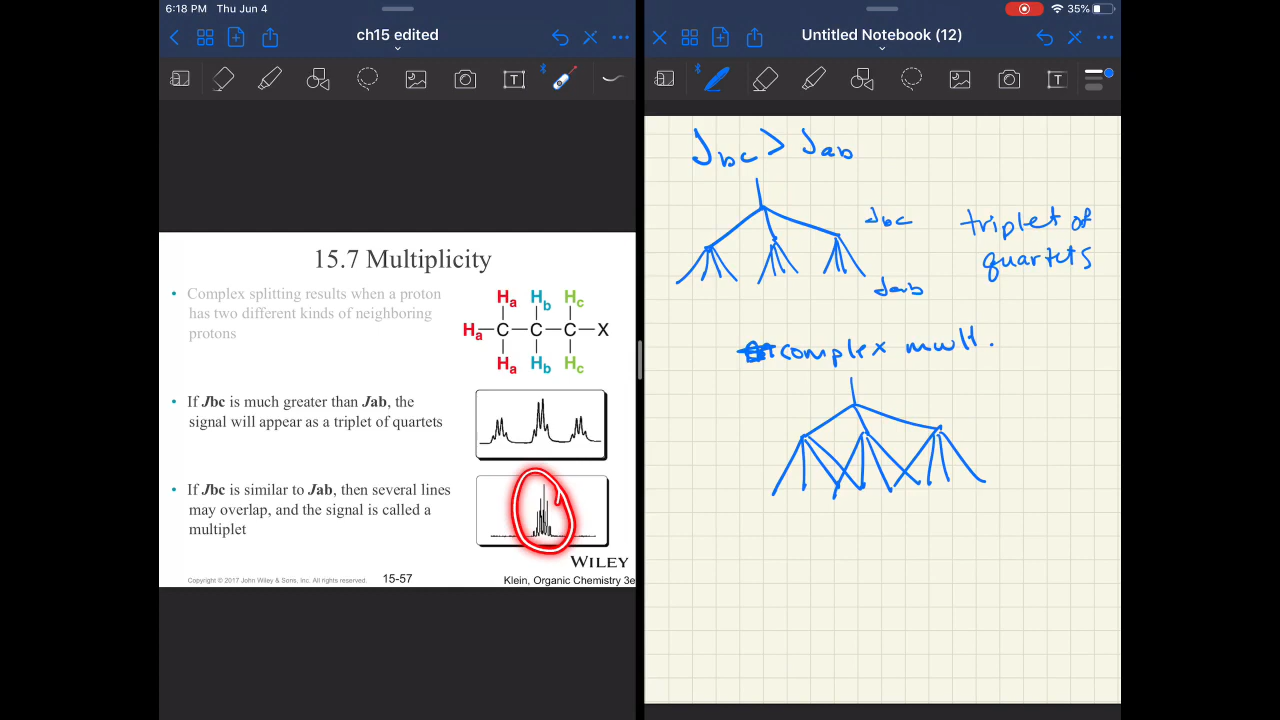 6:18 PM Thu Jun 4
ch15 edited
15.7 Multiplicity
• Complex splitting results when a proton
has two different kinds of neighboring
protons
Ha Hb Hc
Ha C C C X
Ha Hb Hc
• If Jbc is much greater than Jab, the
signal will appear as a triplet of quartets
• If Jbc is similar to Jab, then several lines
may overlap, and the signal is called a
multiplet
WILEY
Copyright © 2017 John Wiley & Sons, Inc. All rights reserved.
15-57
Klein, Organic Chemistry 3e
35%
Untitled Notebook (12)
T
T
Jbc > Jab
Jbc
Jab
triplet of
quartets
complex mult.